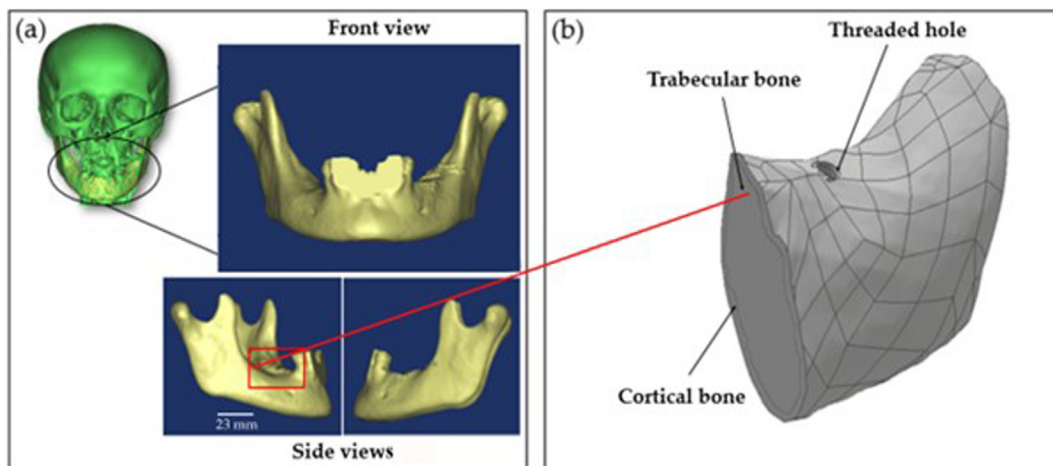 (a)
Front view
23 mm
Side views
(b)
Threaded hole
Trabecular bone
Cortical bone